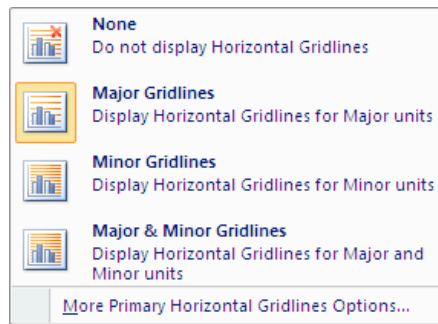 None
Do not display Horizontal Gridlines
Major Gridlines
Display Horizontal Gridlines for Major units
Minor Gridlines
Display Horizontal Gridlines for Minor units
Major & Minor Gridlines
Display Horizontal Gridlines for Major and
Minor units
More Primary Horizontal Gridlines Options...